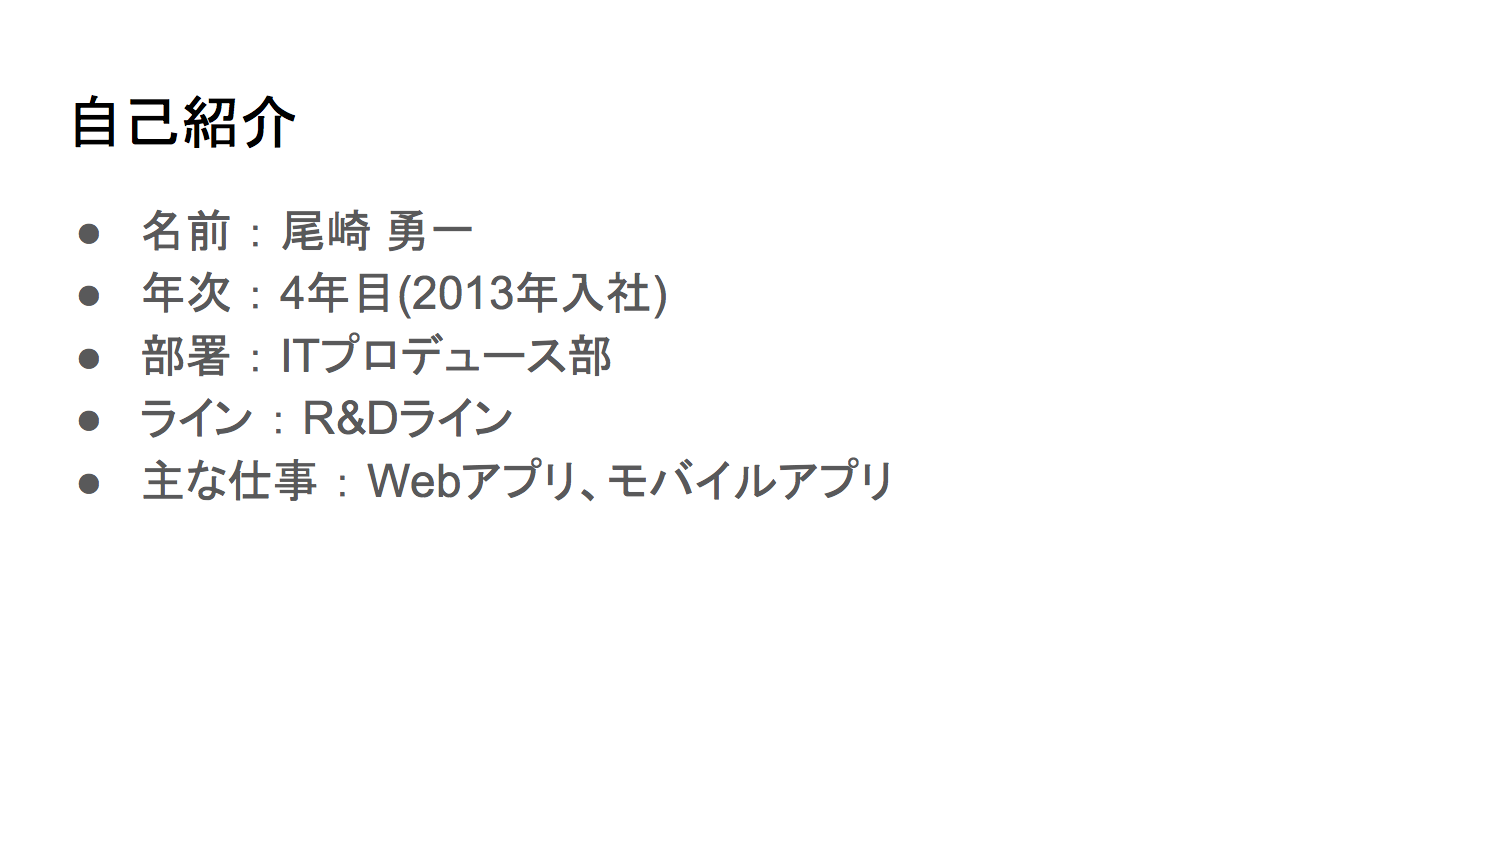 自己紹介
● 名前 : 尾崎 勇一
● 年次 : 4年目(2013年入社)
● 部署 : ITプロデュース部
● ライン : R&Dライン
● 主な仕事 : Webアプリ、モバイルアプリ